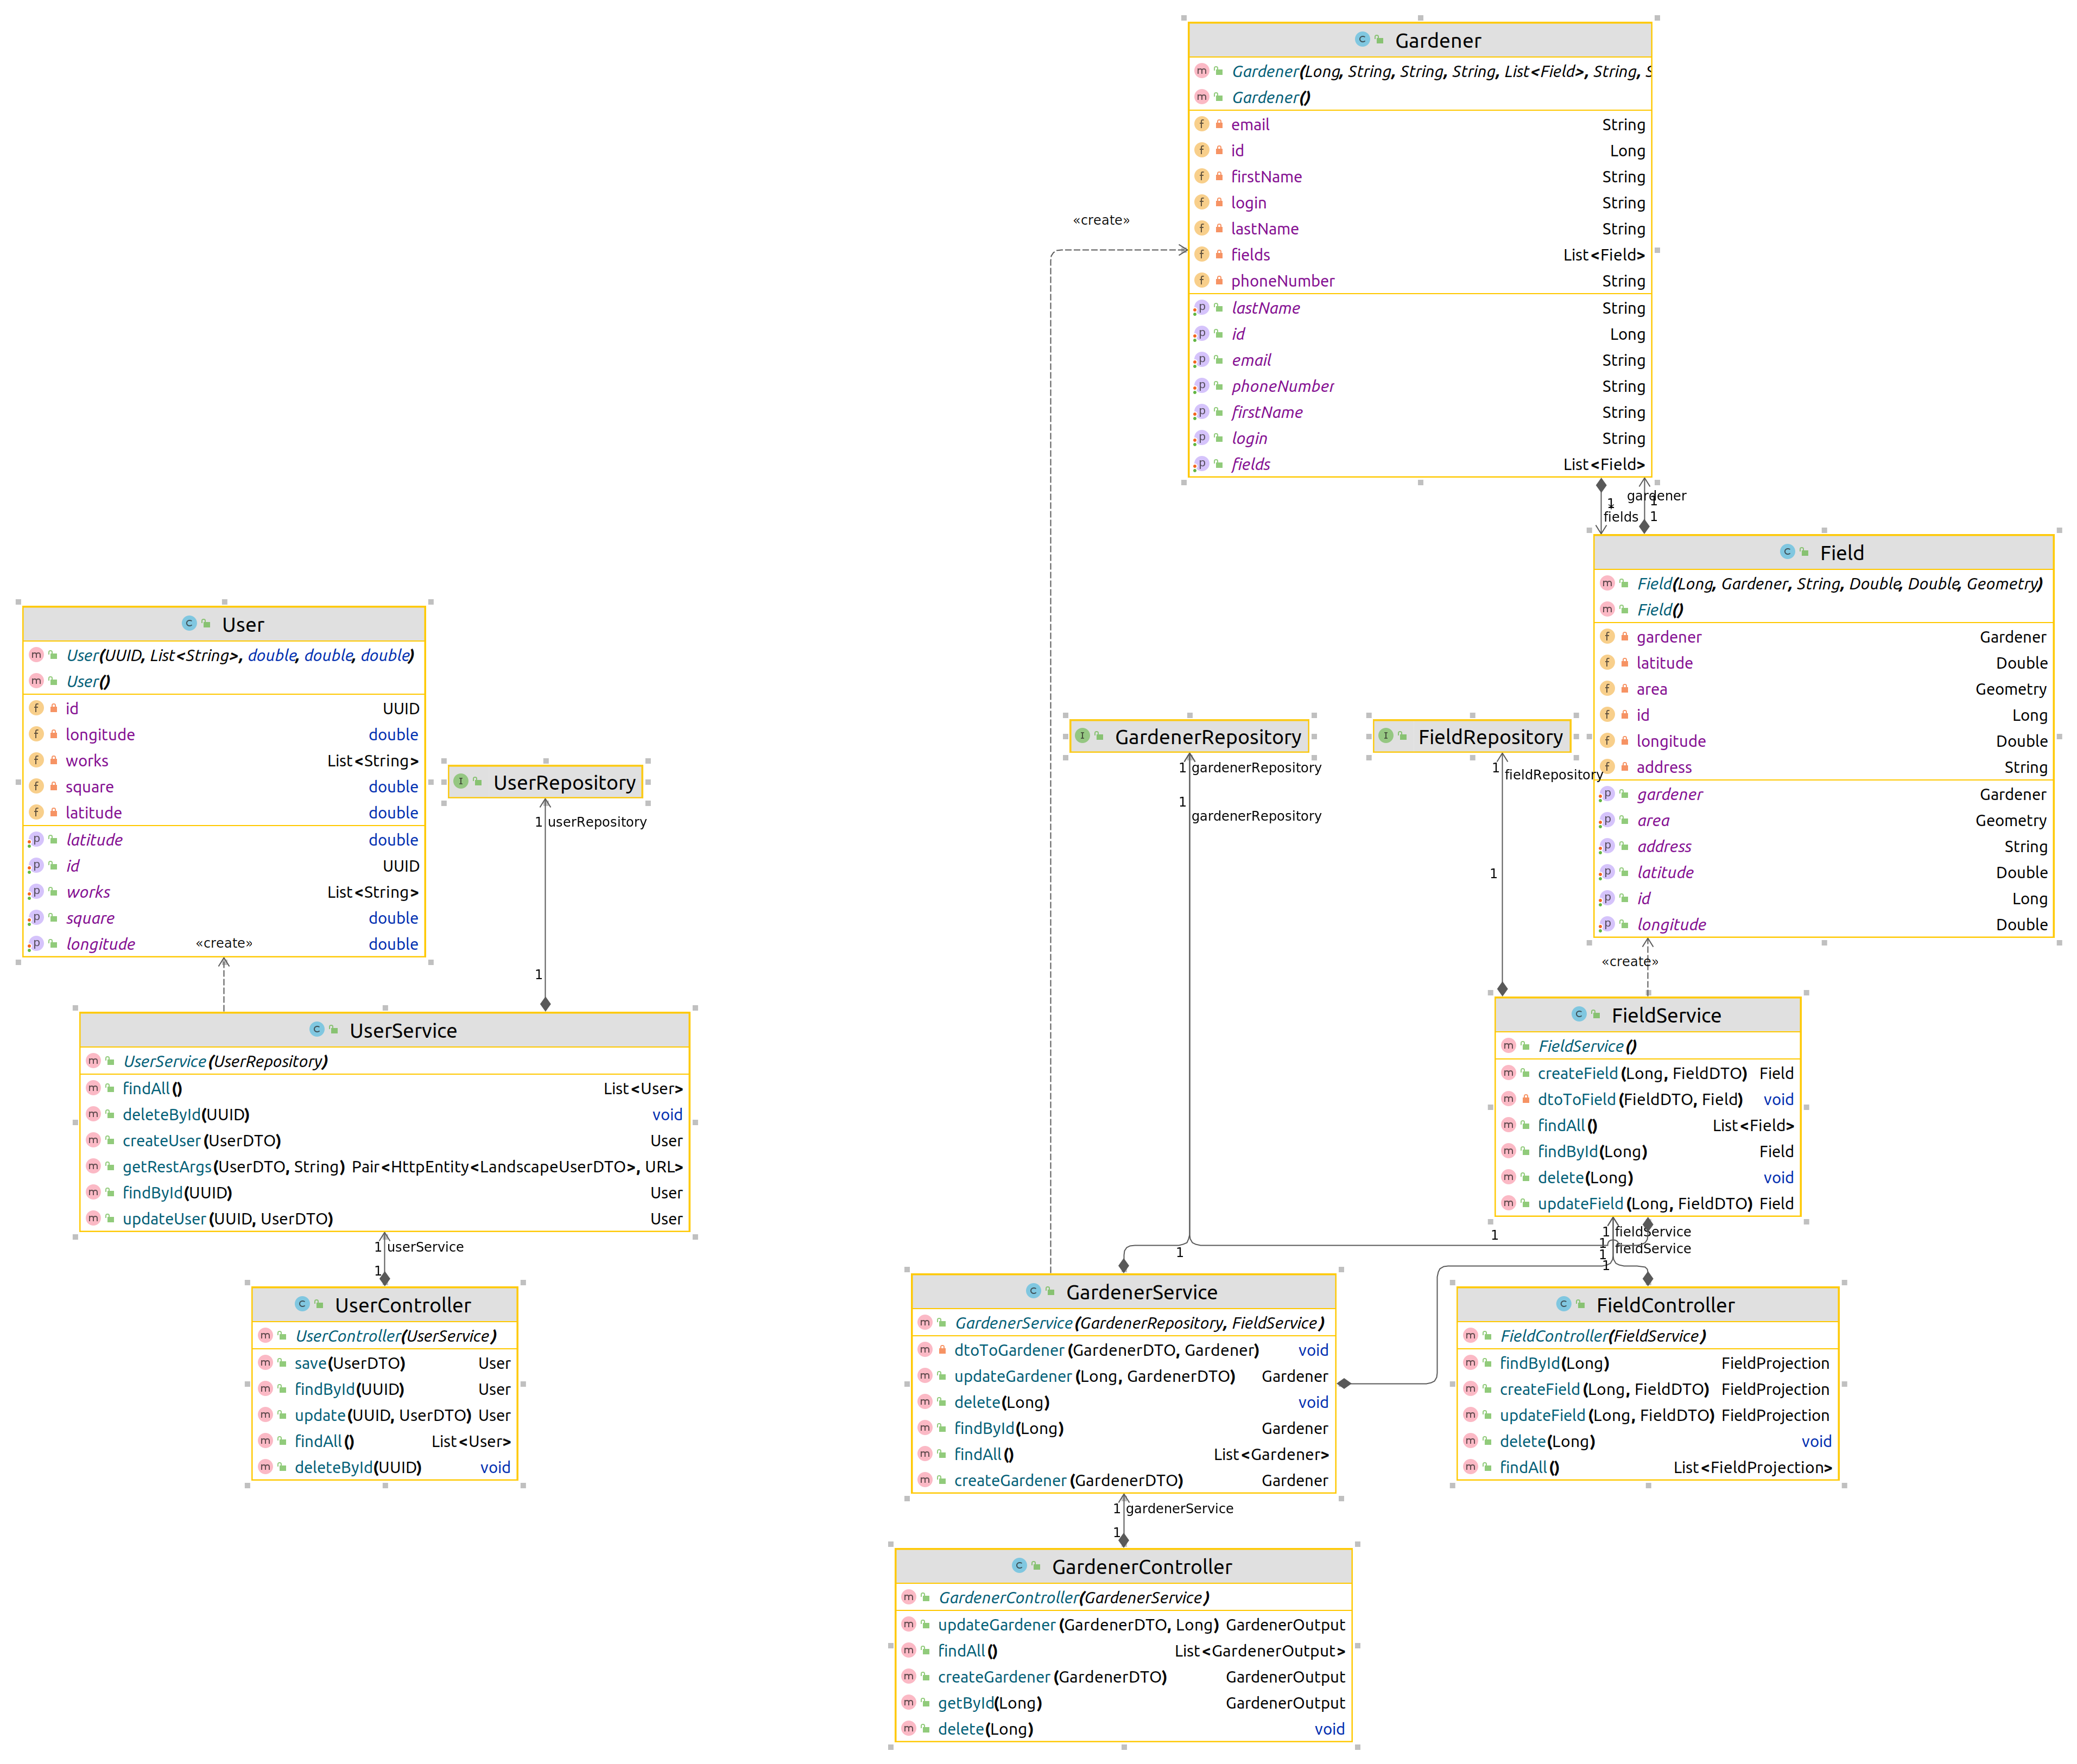 Gardener
Gardener(Long, String, String, String, List<Field>, String, S
Gardener()
email String
id Long
firstName String
login String
lastName String
fields List<Field>
phoneNumber String
lastName String
id Long
email String
phoneNumber String
firstName String
login String
fields List<Field>
«create»
gardener
1
1
fields 1
Field
Field(Long, Gardener, String, Double, Double, Geometry)
Field()
gardener Gardener
latitude Double
area Geometry
id Long
longitude Double
address String
gardener Gardener
area Geometry
address String
latitude Double
id Long
longitude Double
«create»
User
User(UUID, List<String>, double, double, double)
User()
id UUID
longitude double
works List<String>
square double
latitude double
latitude double
id UUID
works List<String>
square double
longitude double
«create»
UserRepository
1 userRepository
1
GardenerRepository
1 gardenerRepository
1
gardenerRepository
FieldRepository
1 fieldRepository
1
UserService
UserService(UserRepository)
findAll() List<User>
deleteById(UUID) void
createUser(UserDTO) User
getRestArgs(UserDTO, String) Pair<HttpEntity<LandscapeUserDTO>, URL>
findById(UUID) User
updateUser(UUID, UserDTO) User
1 userService
1
UserController
UserController(UserService)
save(UserDTO) User
findById(UUID) User
update(UUID, UserDTO) User
findAll() List<User>
deleteById(UUID) void
FieldService
FieldService()
createField(Long, FieldDTO) Field
dtoToField(FieldDTO, Field) void
findAll() List<Field>
findById(Long) Field
delete(Long) void
updateField(Long, FieldDTO) Field
1
1 fieldService
1
1 fieldService
1
1
GardenerService
GardenerService(GardenerRepository, FieldService)
dtoToGardener(GardenerDTO, Gardener) void
updateGardener(Long, GardenerDTO) Gardener
delete(Long) void
findById(Long) Gardener
findAll() List<Gardener>
createGardener(GardenerDTO) Gardener
1 gardenerService
1
FieldController
FieldController(FieldService)
findById(Long) FieldProjection
createField(Long, FieldDTO) FieldProjection
updateField(Long, FieldDTO) FieldProjection
delete(Long) void
findAll() List<FieldProjection>
GardenerController
GardenerController(GardenerService)
updateGardener(GardenerDTO, Long) GardenerOutput
findAll() List<GardenerOutput>
createGardener(GardenerDTO) GardenerOutput
getById(Long) GardenerOutput
delete(Long) void